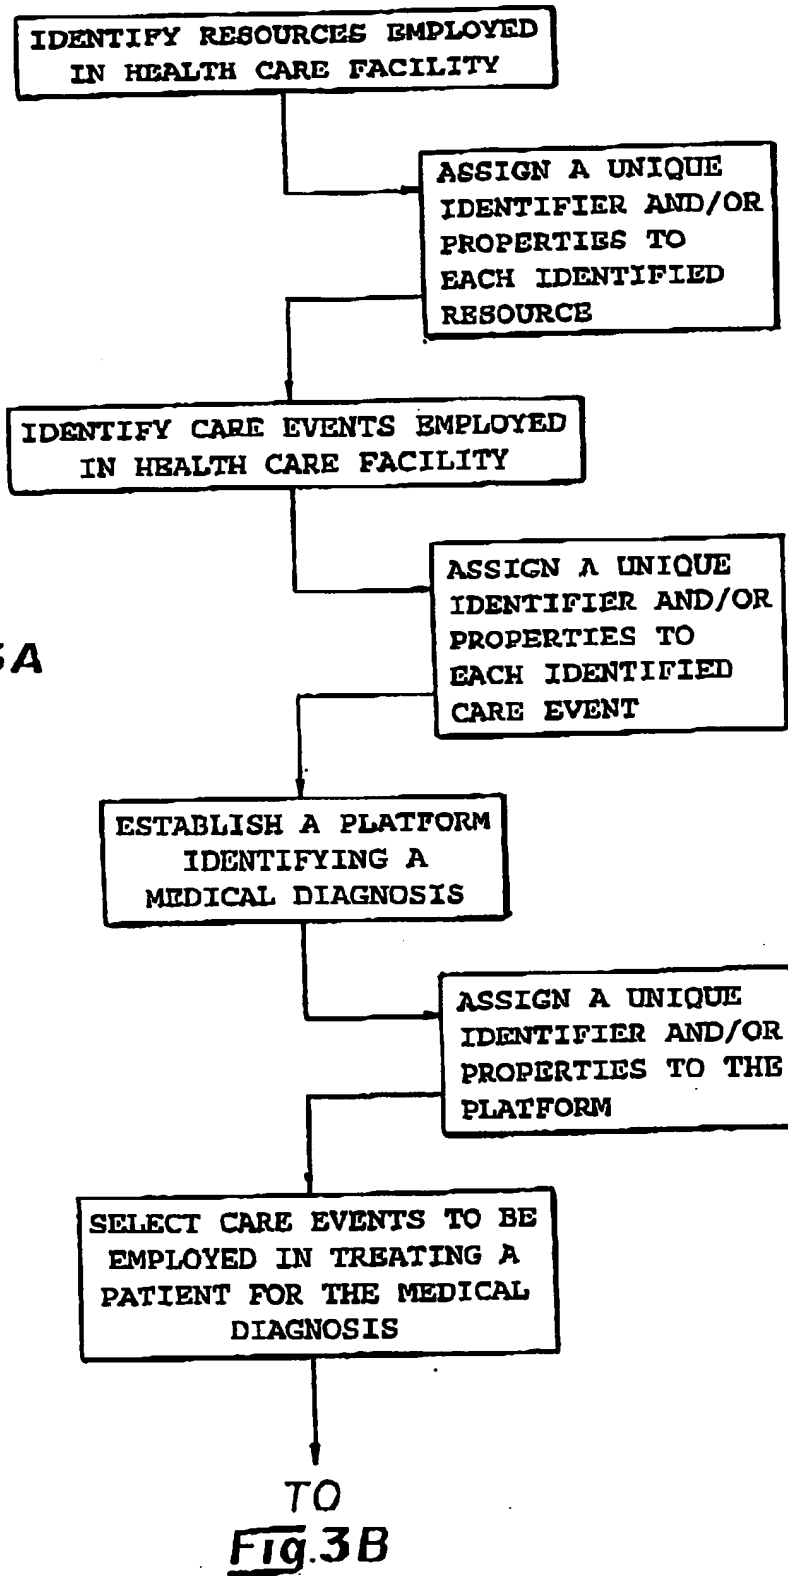 IDENTIFY RESOURCES EMPLOYED
IN HEALTH CARE FACILITY
ASSIGN A UNIQUE
IDENTIFIER AND/OR
PROPERTIES TO
EACH IDENTIFIED
RESOURCE
IDENTIFY CARE EVENTS EMPLOYED
IN HEALTH CARE FACILITY
ASSIGN A UNIQUE
IDENTIFIER AND/OR
PROPERTIES TO
EACH IDENTIFIED
CARE EVENT
ESTABLISH A PLATFORM
IDENTIFYING A
MEDICAL DIAGNOSIS
ASSIGN A UNIQUE
IDENTIFIER AND/OR
PROPERTIES TO THE
PLATFORM
SELECT CARE EVENTS TO BE
EMPLOYED IN TREATING A
PATIENT FOR THE MEDICAL
DIAGNOSIS
TO
Fig.3B